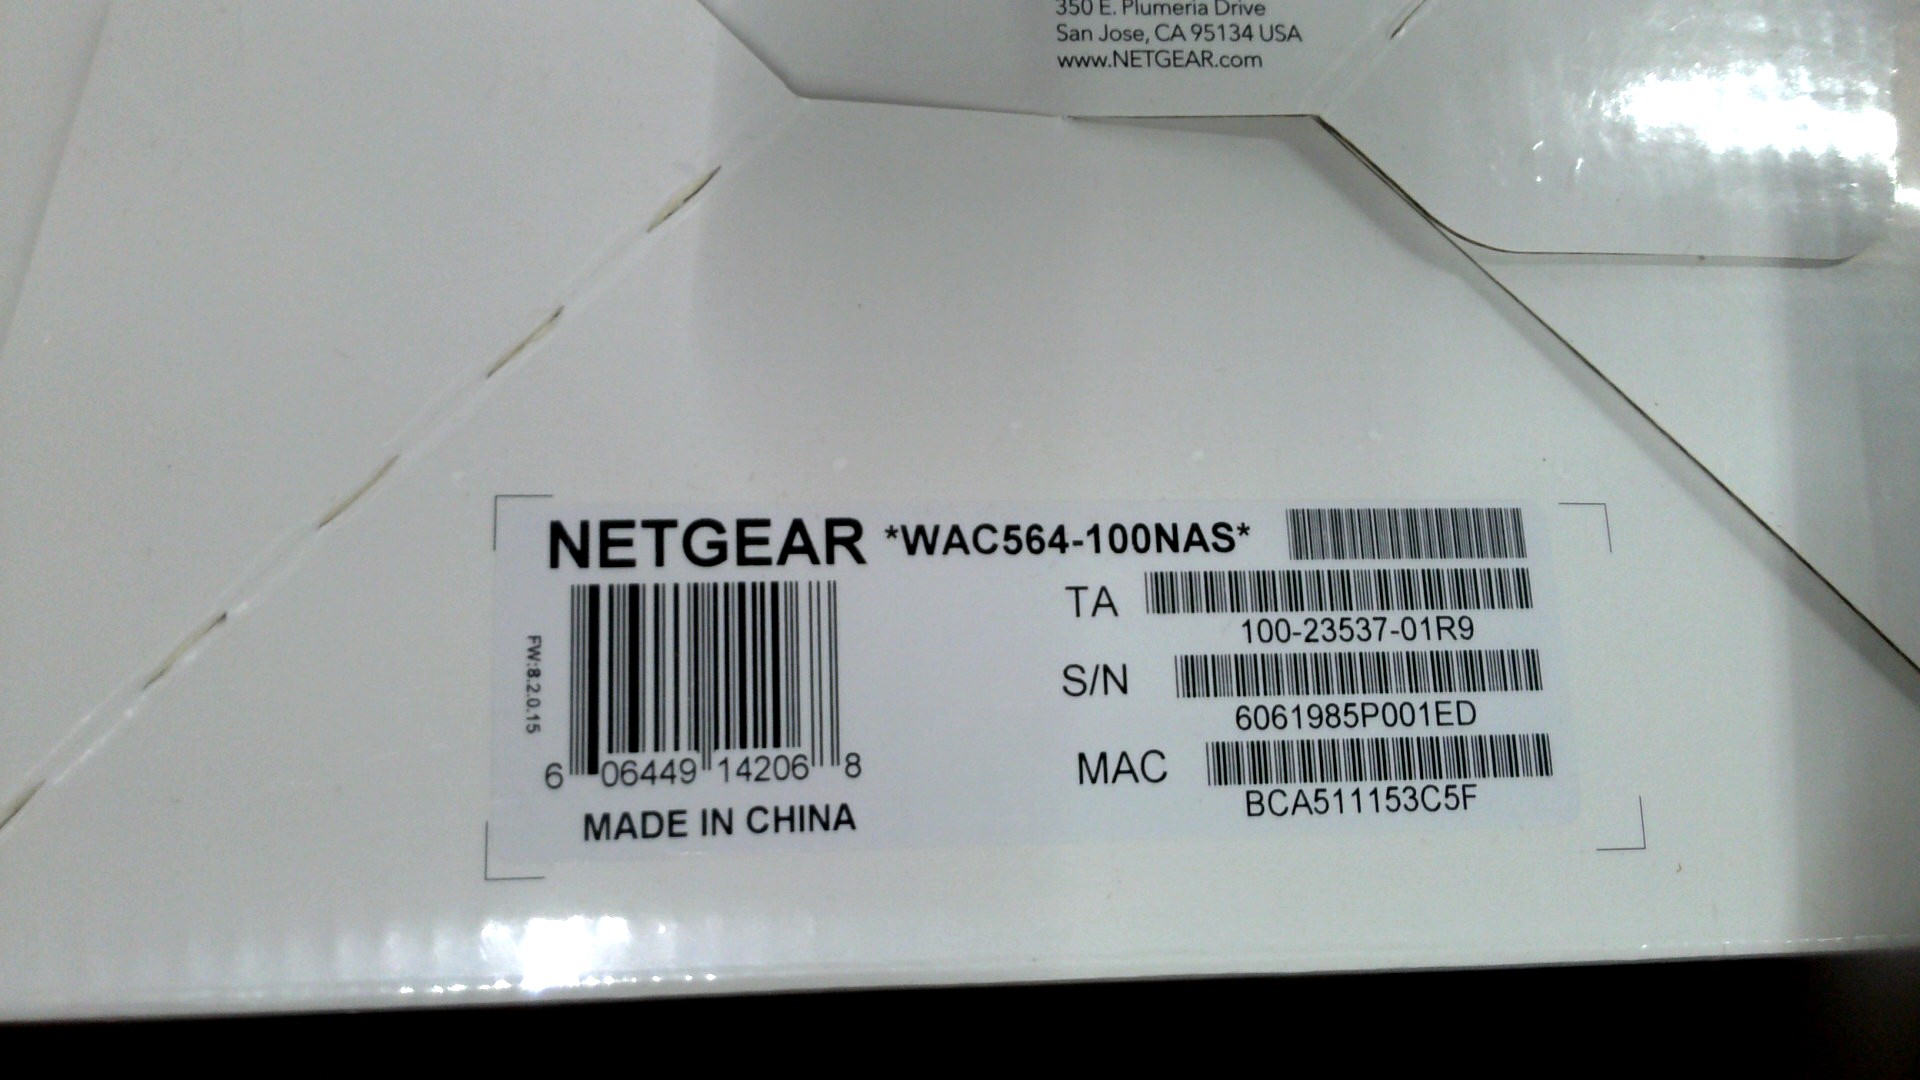 350 E. Plumeria Drive
San Jose, CA 95134 USA
www.NETGEAR.com
NETGEAR *WAC564-100NAS*
TA
100-23537-01R9
S/N
6061985P001ED
MAC
BCA511153C5F
FW:8.2.0.15
6 06449 14206 8
MADE IN CHINA